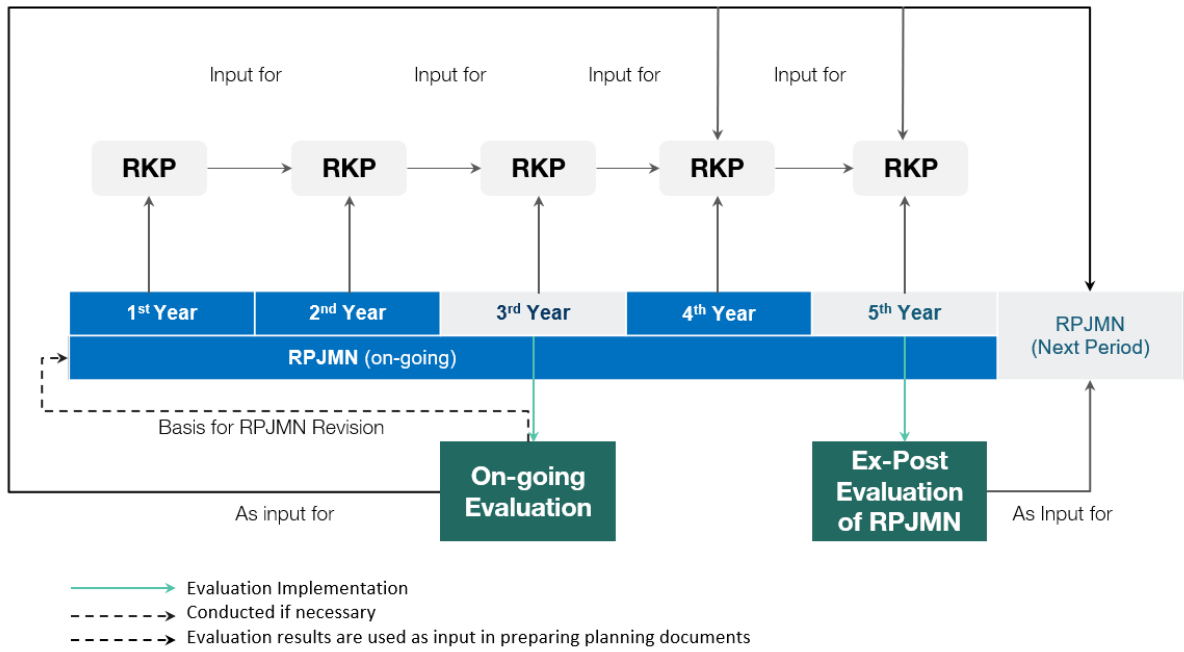 Input for
Input for
Input for
Input for
RKP
RKP
RKP
RKP
RKP
1st Year
2nd Year
3rd Year
4th Year
5th Year
RPJMN (on-going)
RPJMN
(Next Period)
Basis for RPJMN Revision
On-going
Evaluation
Ex-Post
Evaluation
of RPJMN
As input for
As Input for
Evaluation Implementation
Conducted if necessary
Evaluation results are used as input in preparing planning documents